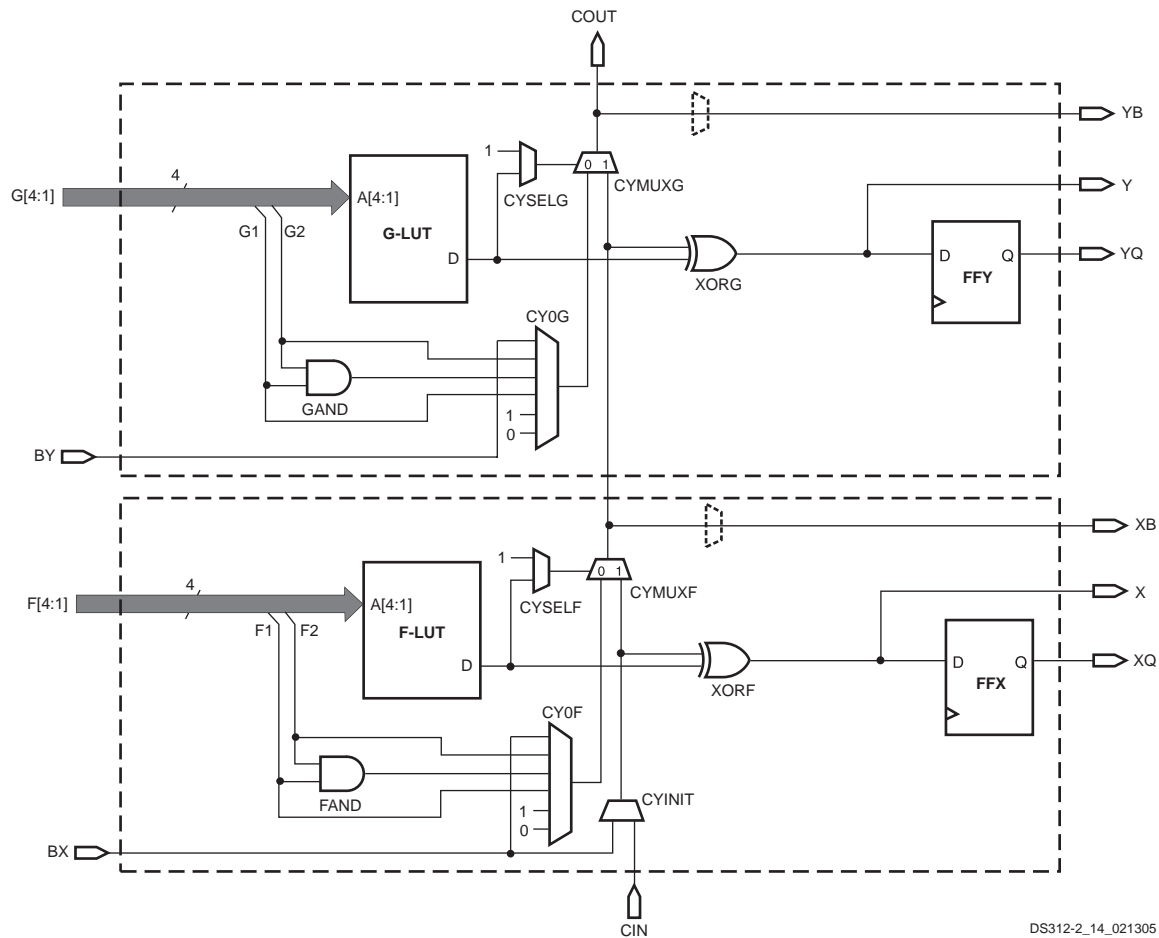 COUT
YB
1
0 1
4
CYSELG
CYMUXG
G[4:1]
A[4:1]
Y
G1
G2
G-LUT
D
XORG
D
Q
FFY
YQ
CY0G
GAND
1
0
BY
XB
1
0 1
4
CYSELF
CYMUXF
X
F[4:1]
A[4:1]
F1
F2
F-LUT
D
XORF
D
Q
FFX
XQ
CY0F
FAND
CYINIT
1
0
BX
CIN
DS312-2_14_021305